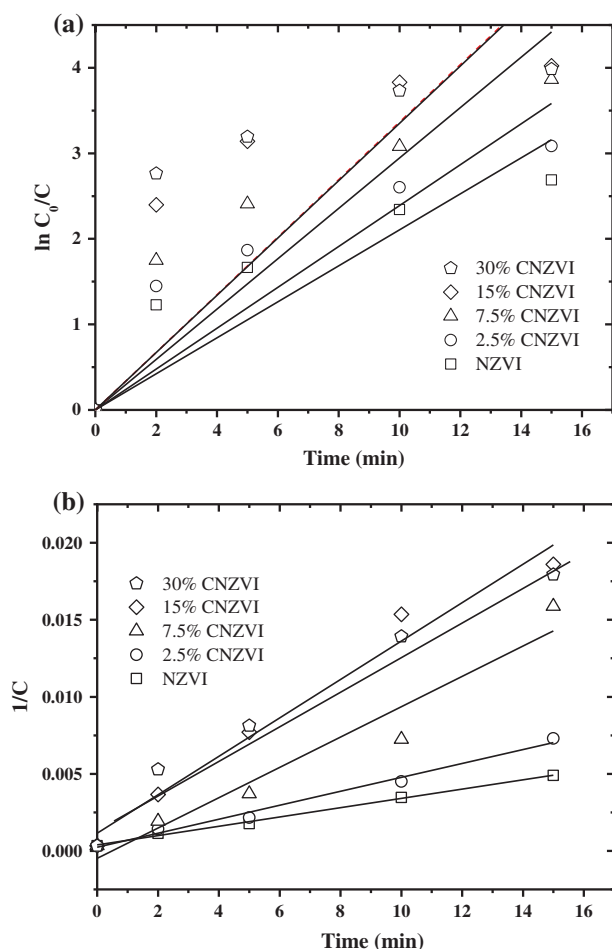 (a)
4
3
2
1
0
ln C0/C
30% CNZVI
15% CNZVI
7.5% CNZVI
2.5% CNZVI
NZVI
0 2 4 6 8 10 12 14 16
Time (min)
(b)
0.020
0.015
0.010
0.005
0.000
1/C
30% CNZVI
15% CNZVI
7.5% CNZVI
2.5% CNZVI
NZVI
0 2 4 6 8 10 12 14 16
Time (min)